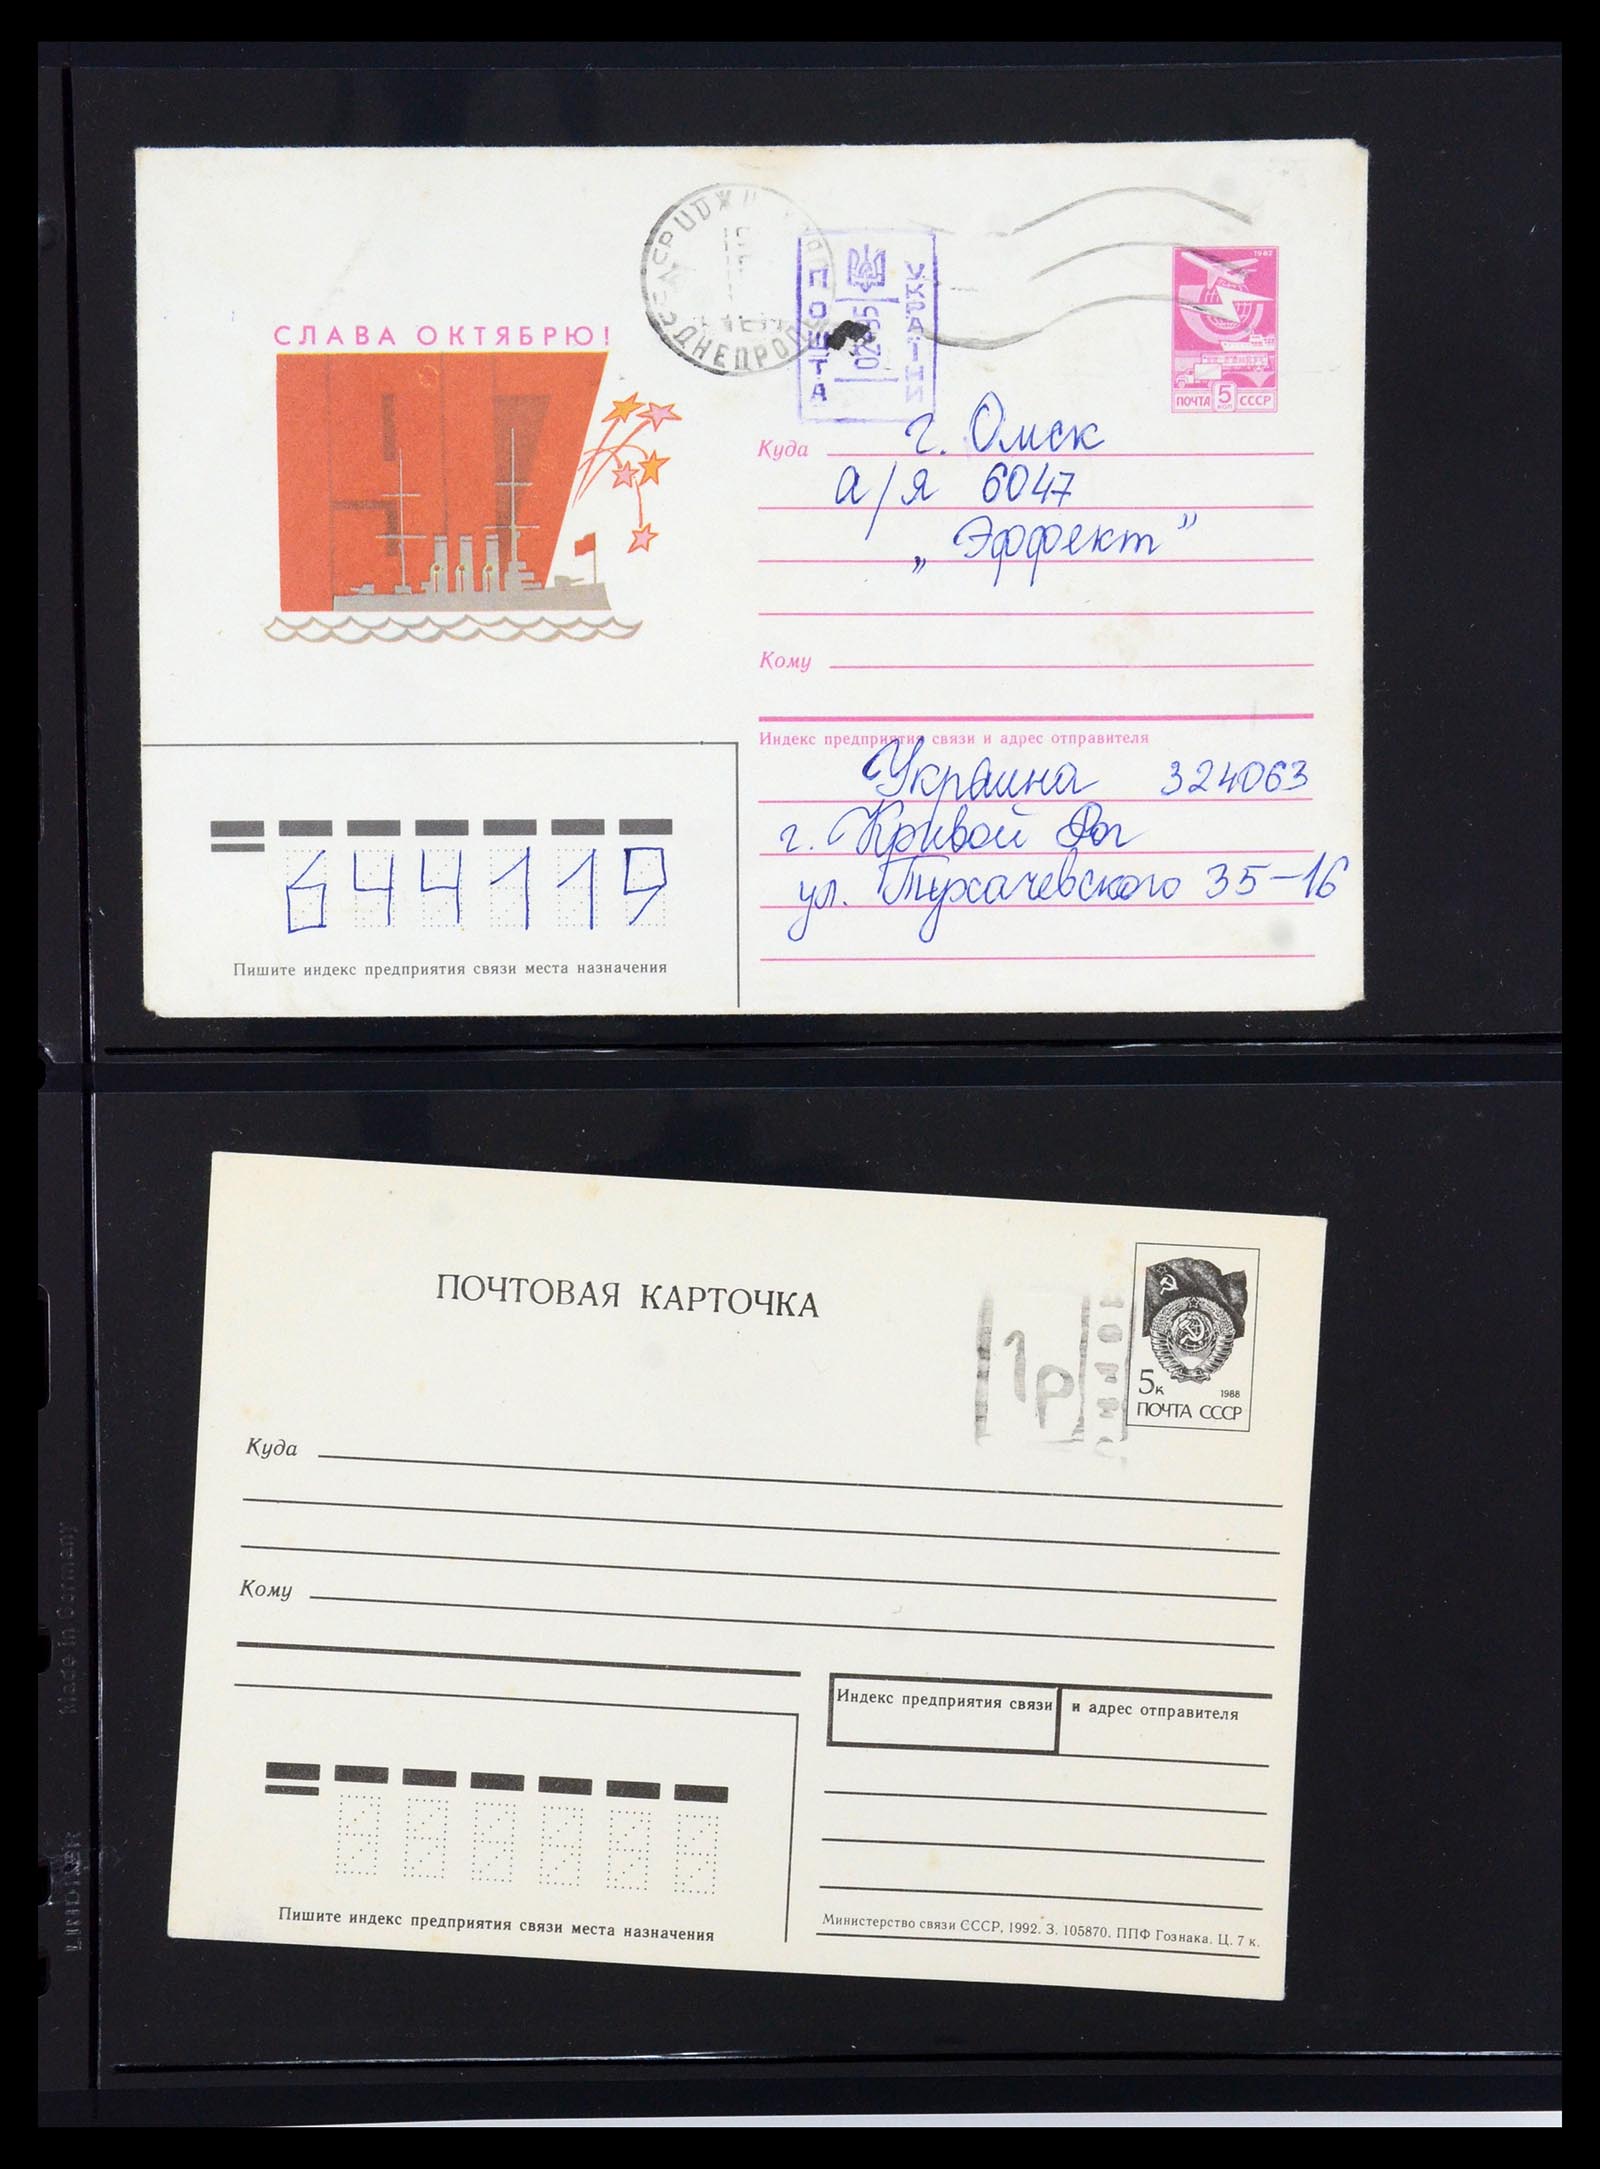 СЛАВА ОКТЯБРЮ!
ПОШТА
УКРАЇНИ
1982
ПОЧТА 5 КОП СССР
Куда г. Омск
а/я 6047
„Эффект"
Кому
Индекс предприятия связи и адрес отправителя
Украина 324063
г. Кривой Рог
ул. Тухачевского 35-16
644119
Пишите индекс предприятия связи места назначения
ПОЧТОВАЯ КАРТОЧКА
1р
5к
1988
ПОЧТА СССР
Куда
Кому
Индекс предприятия связи и адрес отправителя
Пишите индекс предприятия связи места назначения
Министерство связи СССР, 1992. З. 105870. ППФ Гознака. Ц. 7 к.
Made in Germany